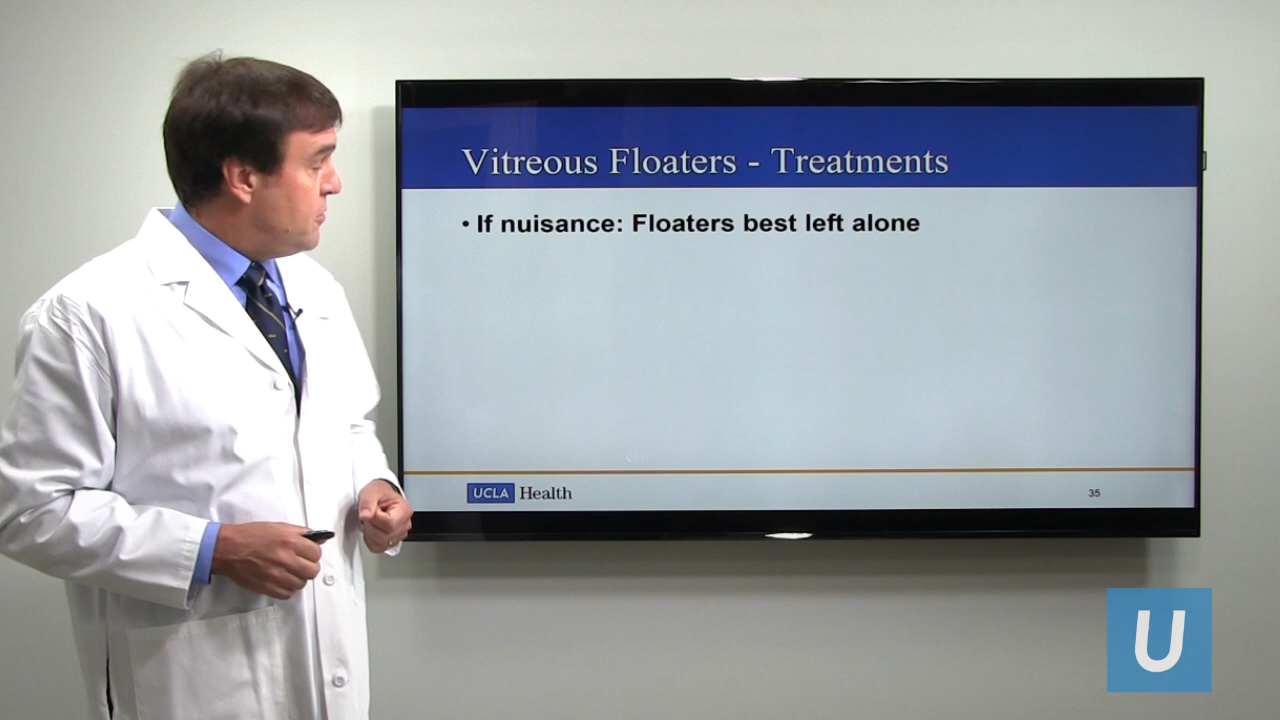 Vitreous Floaters - Treatments
• If nuisance: Floaters best left alone
UCLA Health
35
U